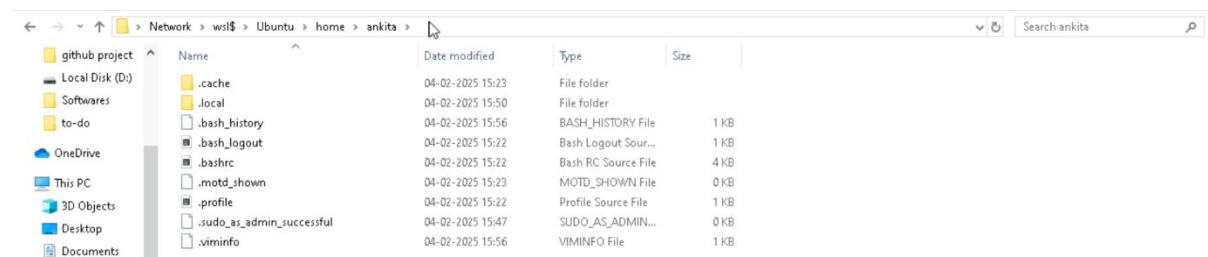 Network > wsl$ > Ubuntu > home > ankita >
Search ankita
github project
Local Disk (D:)
Softwares
to-do
OneDrive
This PC
3D Objects
Desktop
Documents
Name Date modified Type Size
.cache 04-02-2025 15:23 File folder
.local 04-02-2025 15:50 File folder
.bash_history 04-02-2025 15:56 BASH_HISTORY File 1 KB
.bash_logout 04-02-2025 15:22 Bash Logout Sour... 1 KB
.bashrc 04-02-2025 15:22 Bash RC Source File 4 KB
.motd_shown 04-02-2025 15:23 MOTD_SHOWN File 0 KB
.profile 04-02-2025 15:22 Profile Source File 1 KB
.sudo_as_admin_successful 04-02-2025 15:47 SUDO_AS_ADMIN... 0 KB
.viminfo 04-02-2025 15:56 VIMINFO File 1 KB